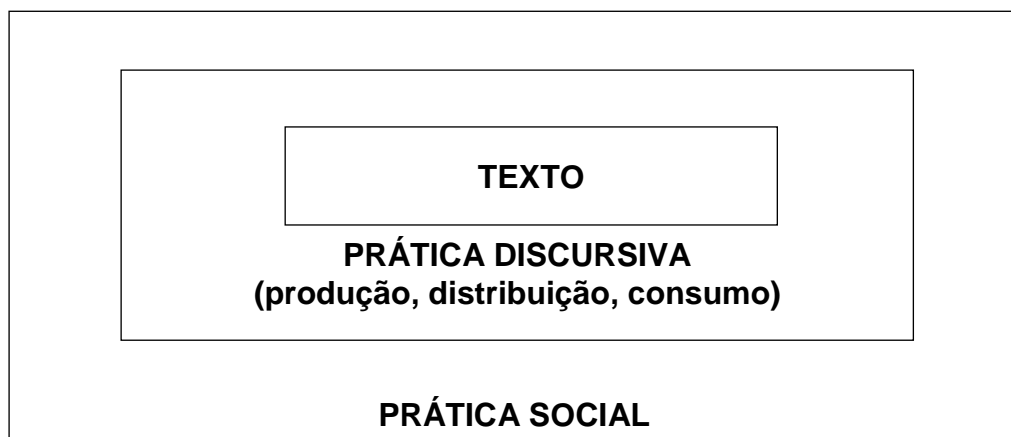 TEXTO
PRÁTICA DISCURSIVA
(produção, distribuição, consumo)
PRÁTICA SOCIAL